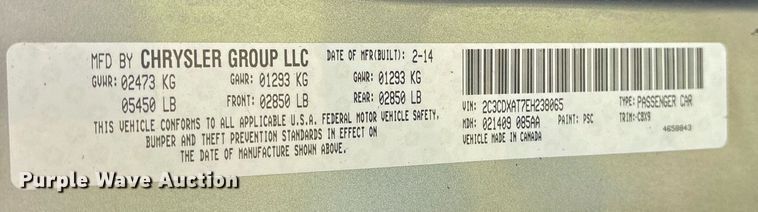 MFD BY CHRYSLER GROUP LLC DATE OF MFR(BUILT): 2-14
GVWR: 02473 KG GAWR: 01293 KG GAWR: 01293 KG
05450 LB FRONT: 02850 LB REAR: 02850 LB
THIS VEHICLE CONFORMS TO ALL APPLICABLE U.S.A. FEDERAL MOTOR VEHICLE SAFETY,
BUMPER AND THEFT PREVENTION STANDARDS IN EFFECT ON
THE DATE OF MANUFACTURE SHOWN ABOVE.
VIN: 2C3CDXAT7EH238065 TYPE: PASSENGER CAR
MDH: 021409 085AA PAINT: PSC TRIM: CBX9
VEHICLE MADE IN CANADA 4658843
Purple Wave Auction